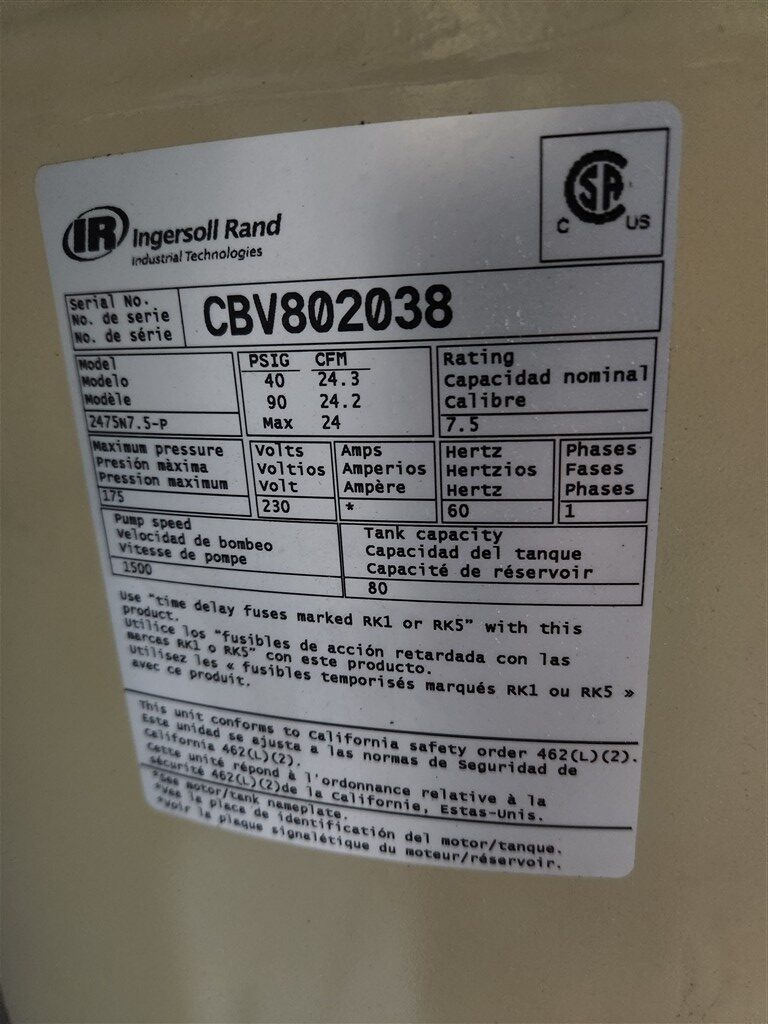 IR Ingersoll Rand
Industrial Technologies
CSA
C US
Serial No.
No. de serie
No. de série
CBV802038
Model
Modelo
Modèle
2475N7.5-P
PSIG CFM
40 24.3
90 24.2
Max 24
Rating
Capacidad nominal
Calibre
7.5
Maximum pressure
Presión màxima
Pression maximum
175
Volts
Voltios
Volt
230
Amps
Amperios
Ampère
*
Hertz
Hertzios
Hertz
60
Phases
Fases
Phases
1
Pump speed
Velocidad de bombeo
Vitesse de pompe
1500
Tank capacity
Capacidad del tanque
Capacité de réservoir
80
Use "time delay fuses marked RK1 or RK5" with this
product.
Utilice los "fusibles de acción retardada con las
marcas RK1 o RK5" con este producto.
Utilisez les « fusibles temporisés marqués RK1 ou RK5 »
avec ce produit.
This unit conforms to California safety order 462(L)(2).
Esta unidad se ajusta a las normas de Seguridad de
California 462(L)(2).
Cette unité répond à l'ordonnance relative à la
sécurité 462(L)(2)de la Californie, Estas-Unis.
*See motor/tank nameplate.
*Vea la placa de identificación del motor/tanque.
*Voir la plaque signalétique du moteur/réservoir.